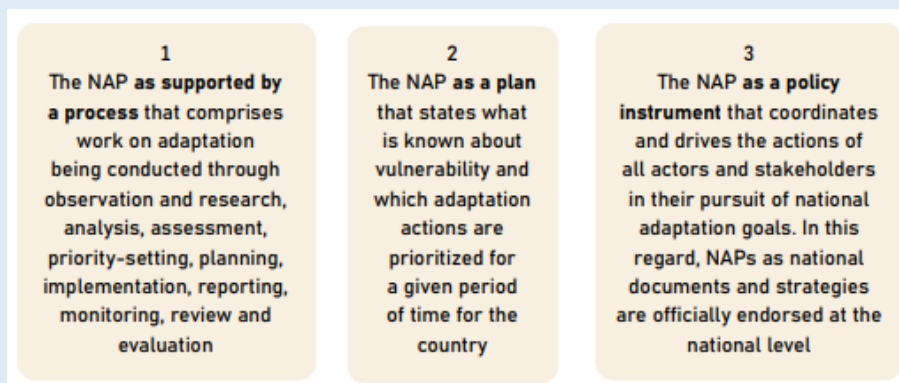 1
The NAP as supported by
a process that comprises
work on adaptation
being conducted through
observation and research,
analysis, assessment,
priority-setting, planning,
implementation, reporting,
monitoring, review and
evaluation
2
The NAP as a plan
that states what
is known about
vulnerability and
which adaptation
actions are
prioritized for
a given period
of time for the
country
3
The NAP as a policy
instrument that coordinates
and drives the actions of
all actors and stakeholders
in their pursuit of national
adaptation goals. In this
regard, NAPs as national
documents and strategies
are officially endorsed at the
national level